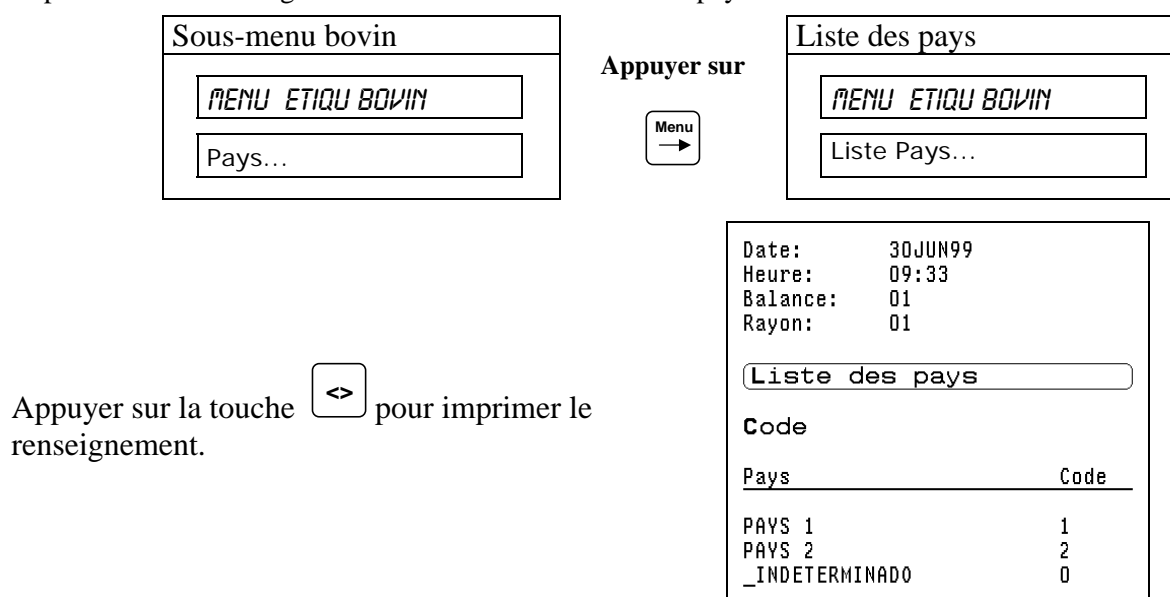 Sous-menu bovin
MENU ETIQU BOVIN
Pays...
Appuyer sur
Menu
Liste des pays
MENU ETIQU BOVIN
Liste Pays...
Appuyer sur la touche <> pour imprimer le
renseignement.
Date: 30JUN99
Heure: 09:33
Balance: 01
Rayon: 01
Liste des pays
Code
Pays Code
PAYS 1 1
PAYS 2 2
_INDETERMINADO 0